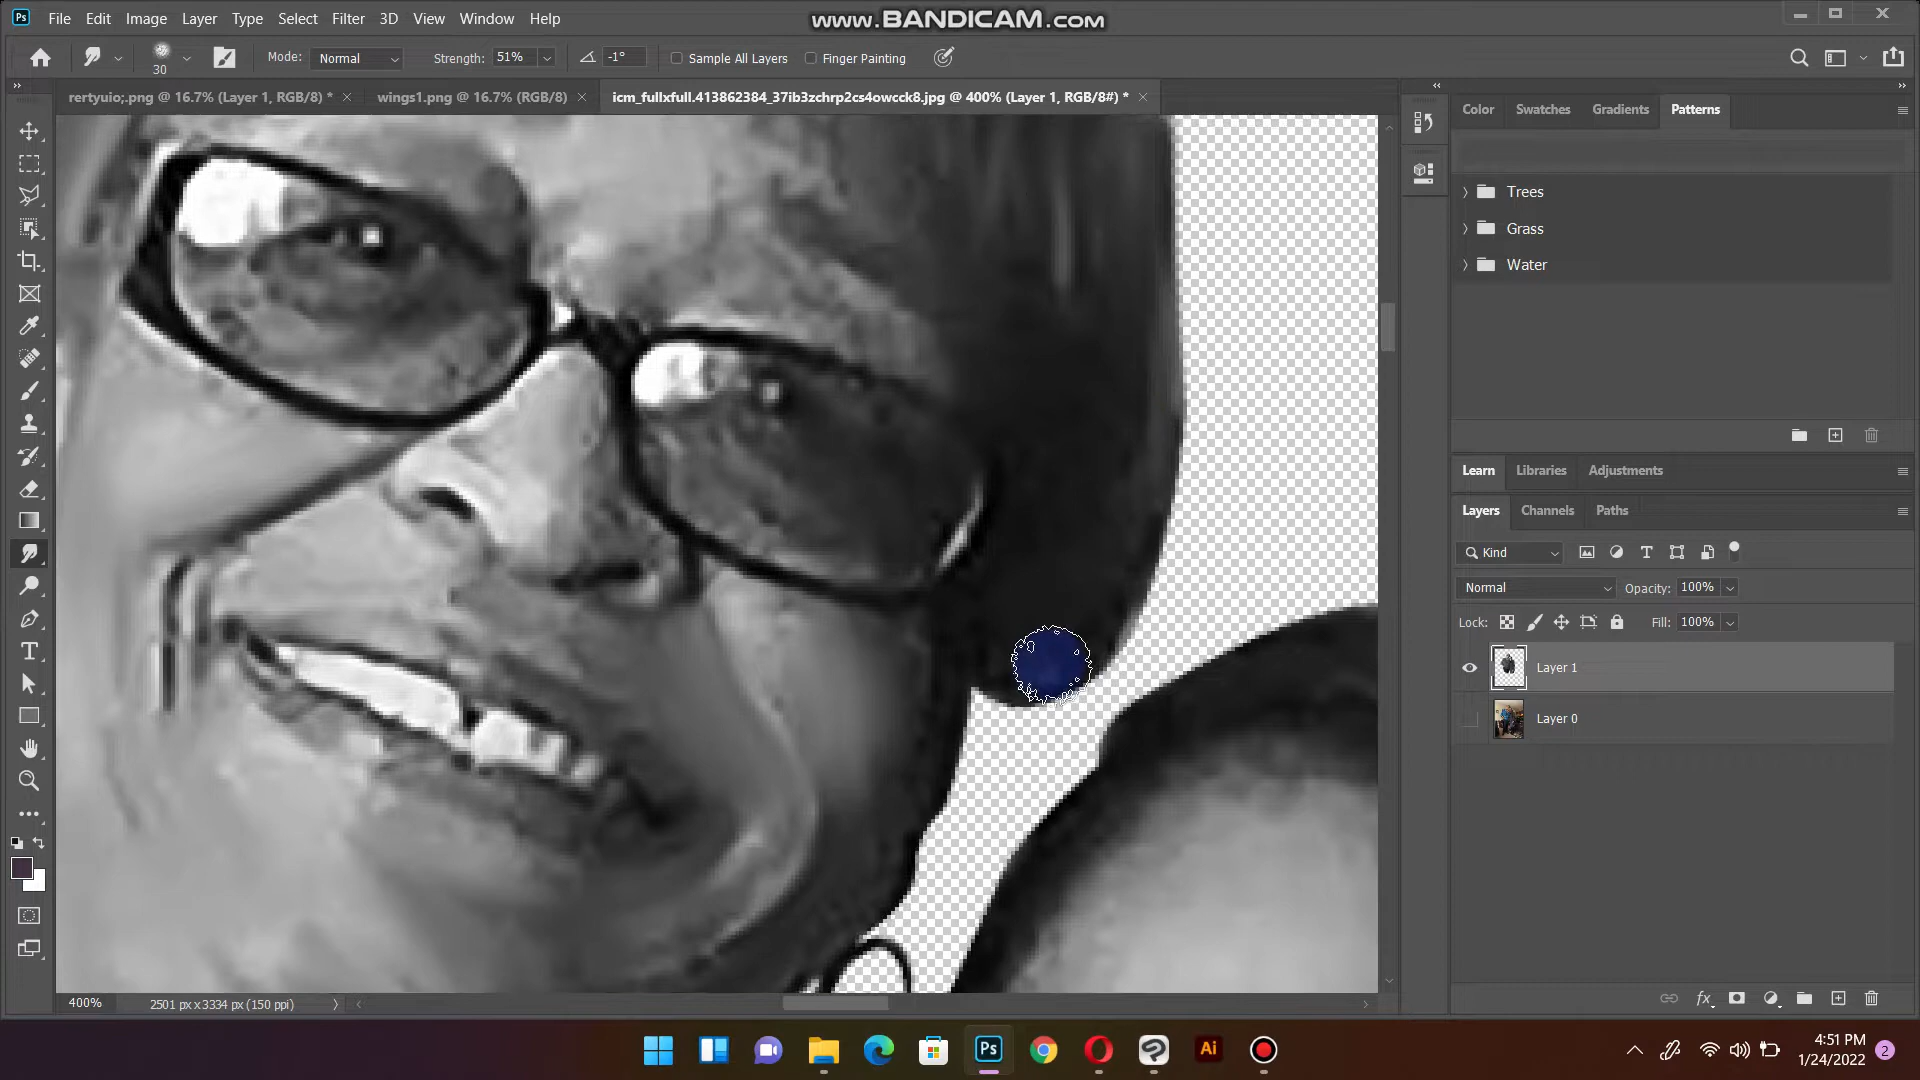 File Edit Image Layer Type Select Filter 3D View Window Help
www.BANDICAM.com
30 Mode: Normal Strength: 51% -1° Sample All Layers Finger Painting
rertyuio;.png @ 16.7% (Layer 1, RGB/8) * wings1.png @ 16.7% (RGB/8) icm_fullxfull.413862384_37ib3zchrp2cs4owcck8.jpg @ 400% (Layer 1, RGB/8#) *
Color Swatches Gradients Patterns
Trees
Grass
Water
Learn Libraries Adjustments
Layers Channels Paths
Kind
Normal Opacity: 100%
Lock: Fill: 100%
Layer 1
Layer 0
400% 2501 px x 3334 px (150 ppi)
fx
Ps
Ai
4:51 PM
1/24/2022
2